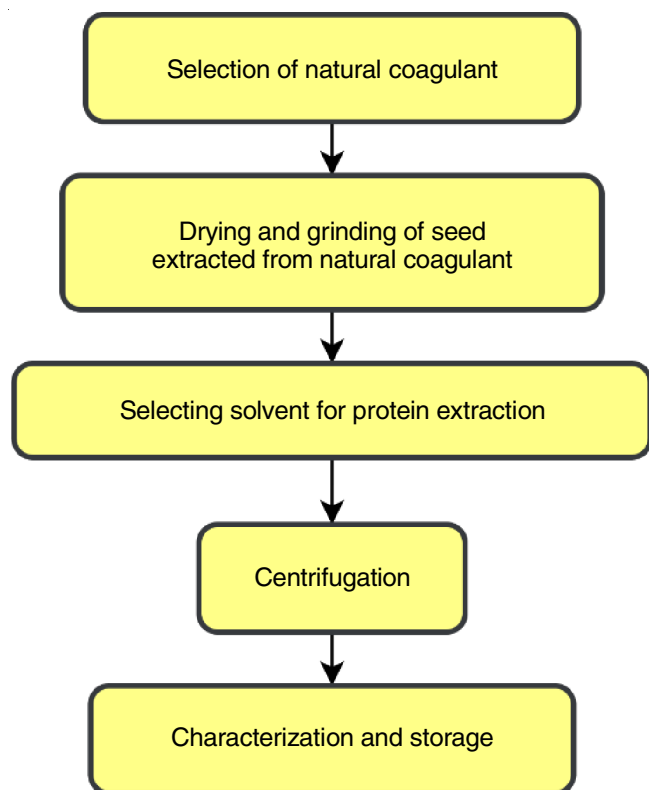 Selection of natural coagulant
Drying and grinding of seed
extracted from natural coagulant
Selecting solvent for protein extraction
Centrifugation
Characterization and storage